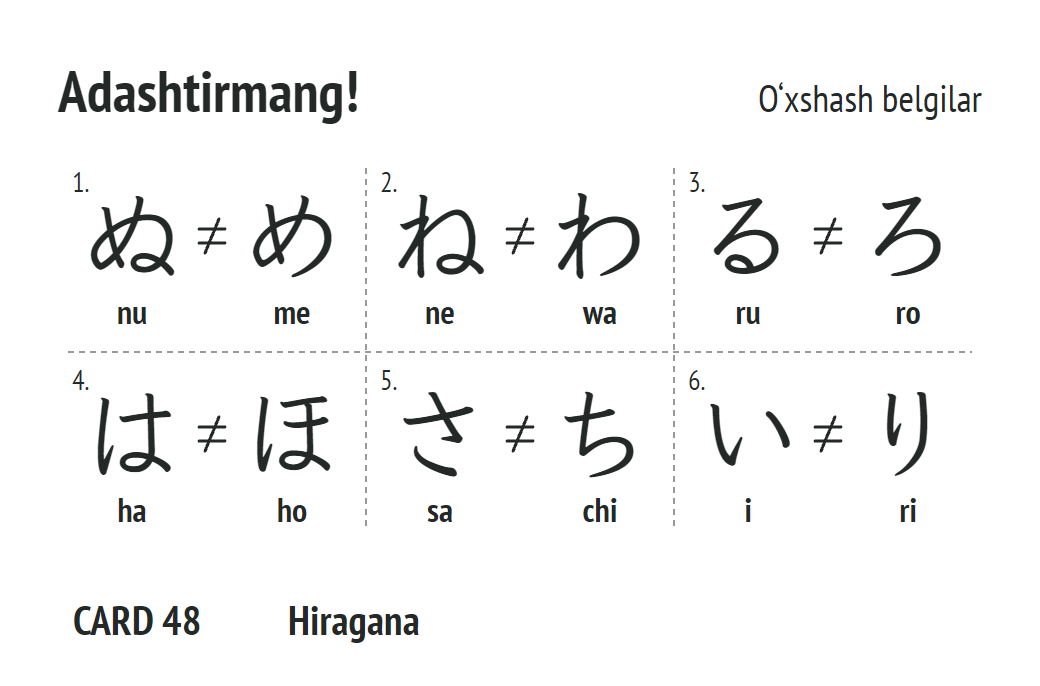 Adashtirmang!
O‘xshash belgilar
1. ぬ ≠ め
nu me
2. ね ≠ わ
ne wa
3. る ≠ ろ
ru ro
4. は ≠ ほ
ha ho
5. さ ≠ ち
sa chi
6. い ≠ り
i ri
CARD 48 Hiragana